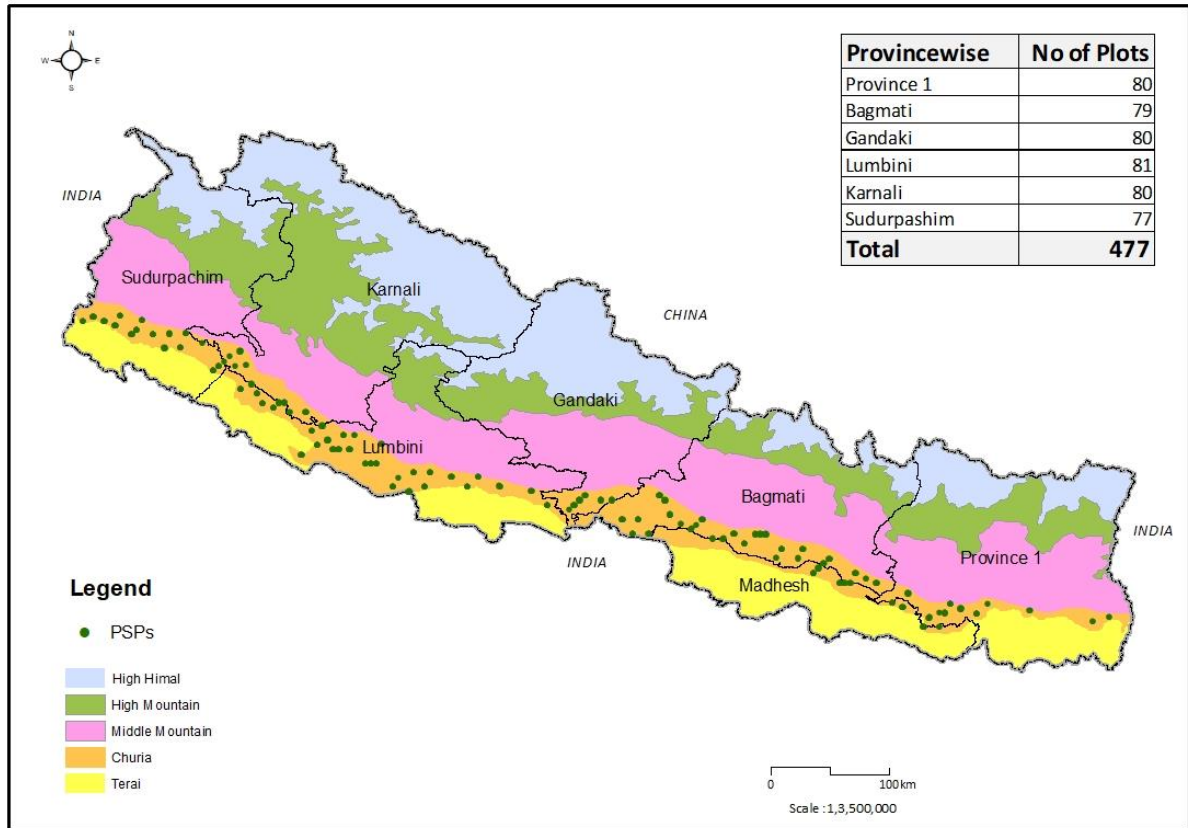 N
W E
S
Provincewise No of Plots
Province 1 80
Bagmati 79
Gandaki 80
Lumbini 81
Karnali 80
Sudurpashim 77
Total 477
INDIA
Sudurpachim
Karnali
CHINA
Gandaki
Lumbini
Bagmati
INDIA
Province 1
INDIA
Madhesh
Legend
PSPs
High Himal
High Mountain
Middle Mountain
Churia
Terai
0 100km
Scale :1,3,500,000